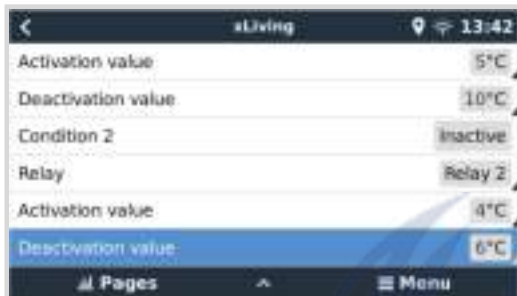 xLiving 13:42
Activation value 5°C
Deactivation value 10°C
Condition 2 Inactive
Relay Relay 2
Activation value 4°C
Deactivation value 6°C
Pages Menu